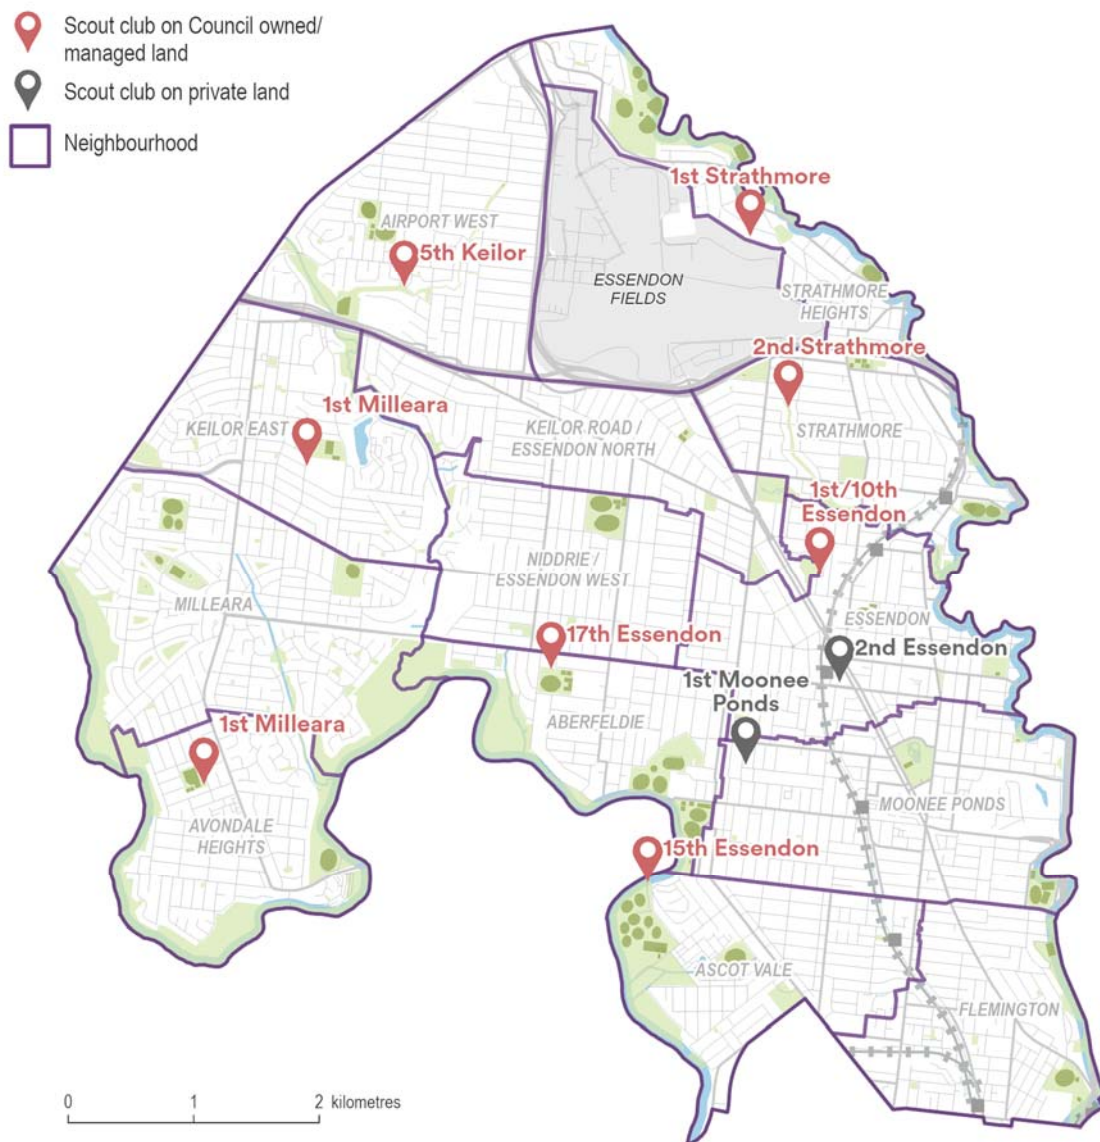 Scout club on Council owned/
managed land
Scout club on private land
Neighbourhood
1st Strathmore
AIRPORT WEST
5th Keilor
ESSENDON
FIELDS
STRATHMORE
HEIGHTS
2nd Strathmore
1st Milleara
KEILOR EAST
KEILOR ROAD /
ESSENDON NORTH
STRATHMORE
1st/10th
Essendon
NIDDRIE /
ESSENDON WEST
MILLEARA
ESSENDON
17th Essendon
2nd Essendon
1st Moonee
Ponds
1st Milleara
ABERFELDIE
MOONEE PONDS
AVONDALE
HEIGHTS
15th Essendon
ASCOT VALE
FLEMINGTON
0 1 2 kilometres